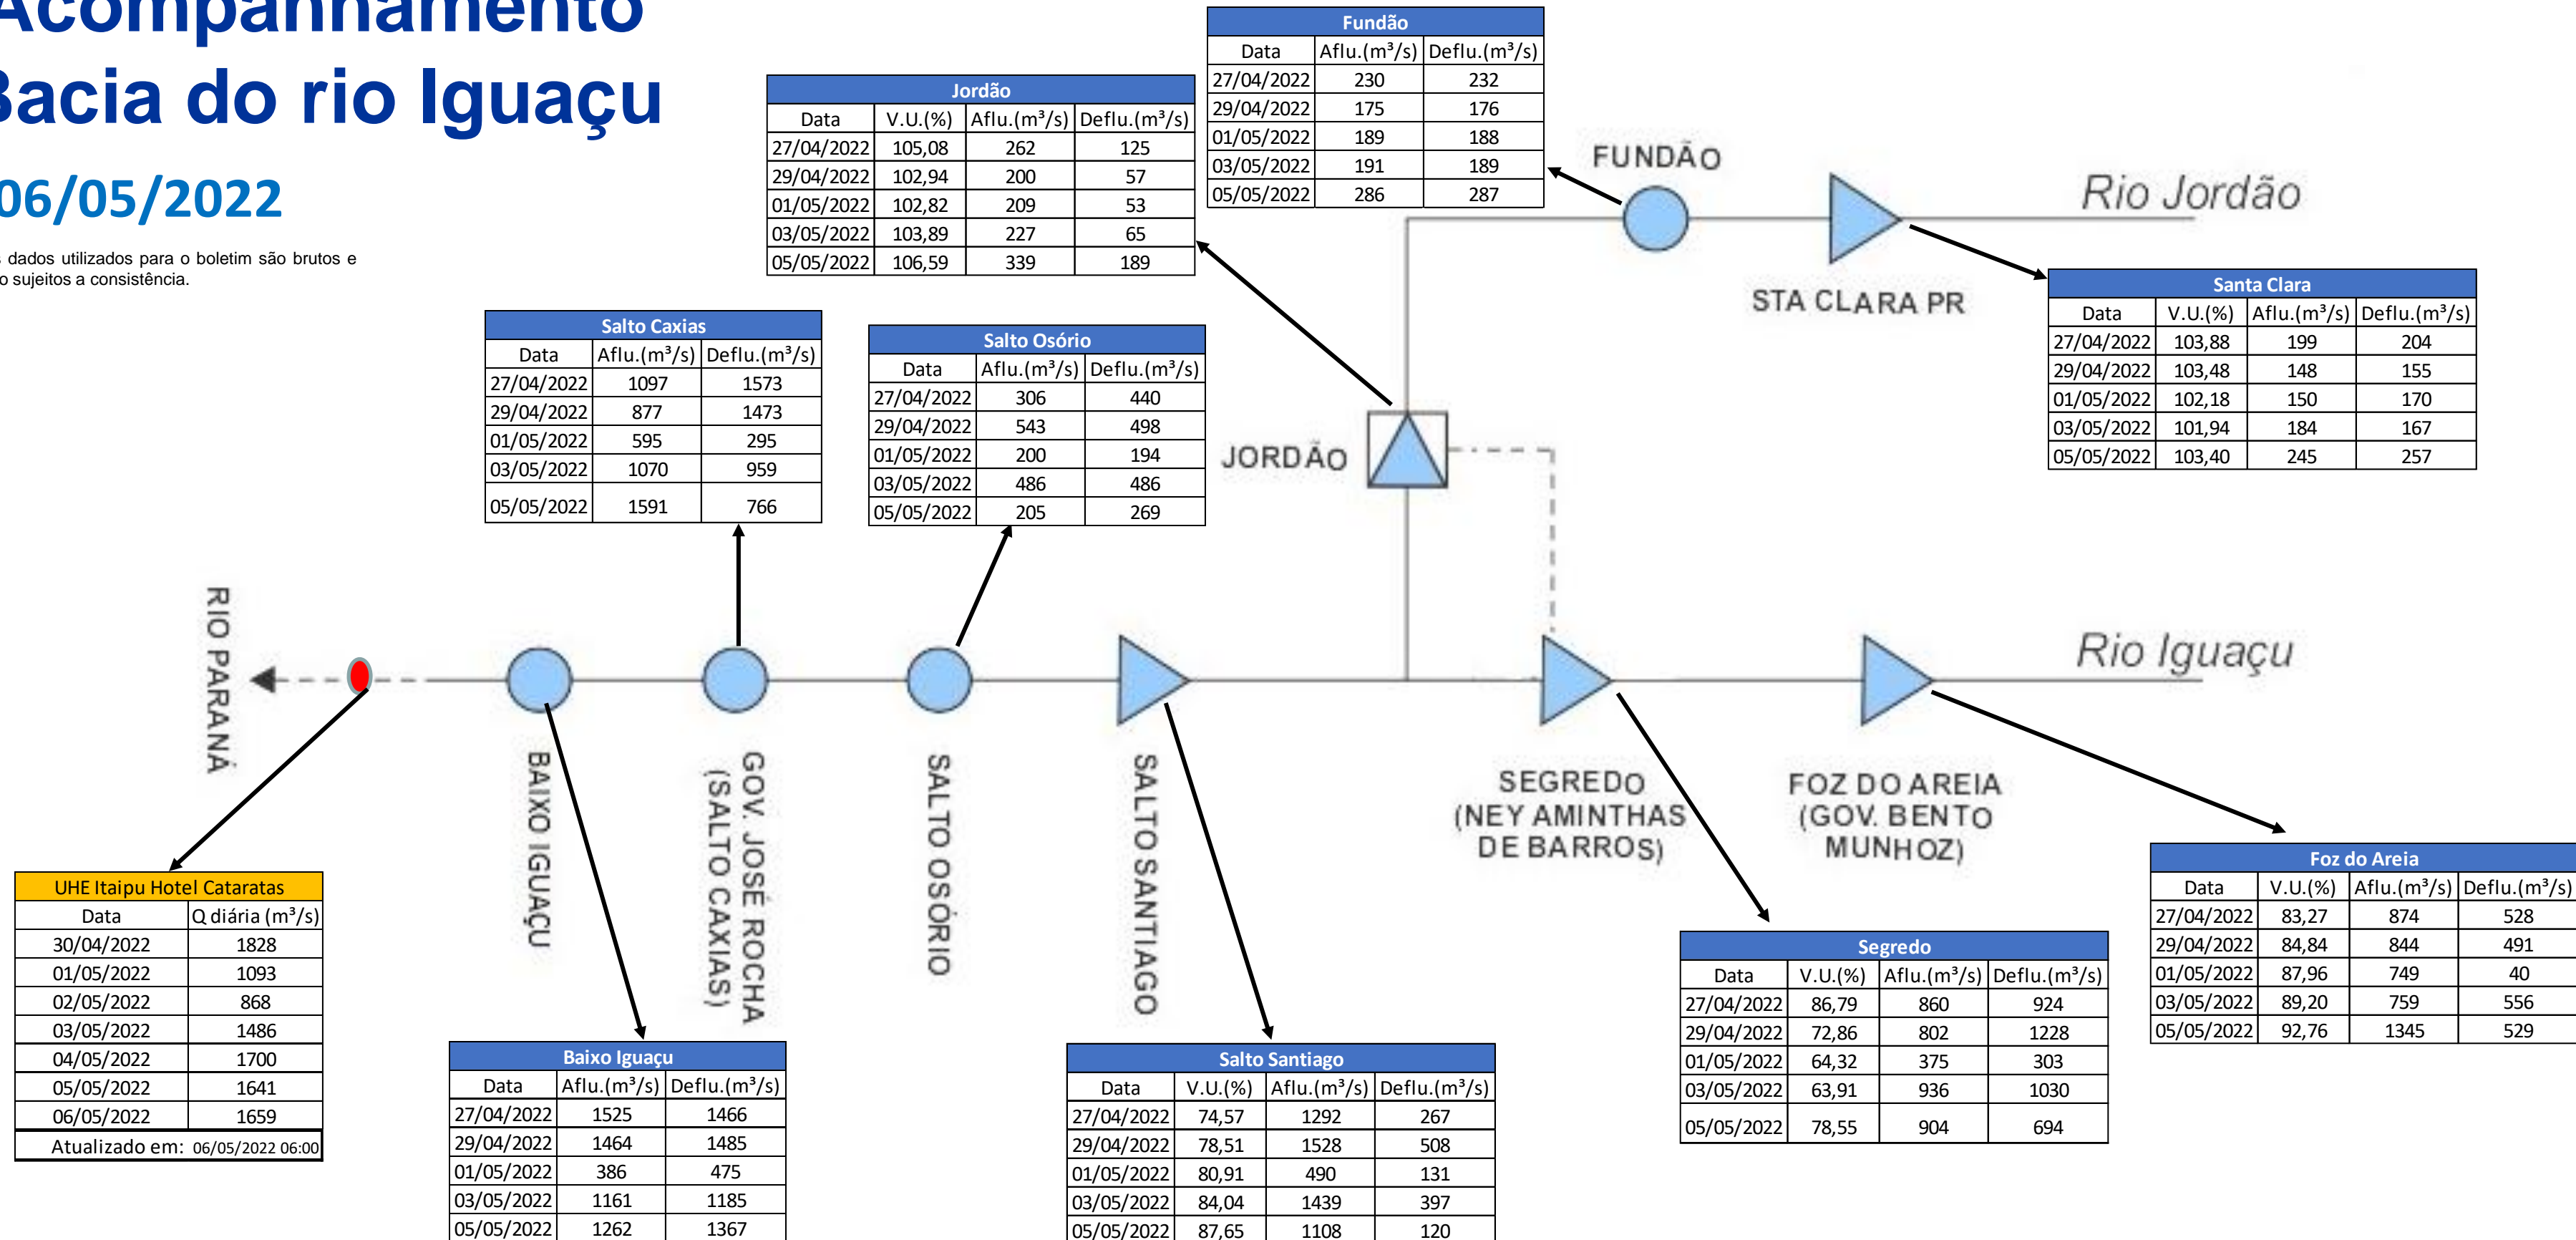 Acompanhamento
Bacia do rio Iguaçu
06/05/2022
dados utilizados para o boletim são brutos e
sujeitos a consistência.
Fundão
Data Aflu.(m³/s) Deflu.(m³/s)
27/04/2022 230 232
29/04/2022 175 176
01/05/2022 189 188
03/05/2022 191 189
05/05/2022 286 287
Jordão
Data V.U.(%) Aflu.(m³/s) Deflu.(m³/s)
27/04/2022 105,08 262 125
29/04/2022 102,94 200 57
01/05/2022 102,82 209 53
03/05/2022 103,89 227 65
05/05/2022 106,59 339 189
FUNDÃO
Rio Jordão
STA CLARA PR
Santa Clara
Data V.U.(%) Aflu.(m³/s) Deflu.(m³/s)
27/04/2022 103,88 199 204
29/04/2022 103,48 148 155
01/05/2022 102,18 150 170
03/05/2022 101,94 184 167
05/05/2022 103,40 245 257
Salto Caxias
Data Aflu.(m³/s) Deflu.(m³/s)
27/04/2022 1097 1573
29/04/2022 877 1473
01/05/2022 595 295
03/05/2022 1070 959
05/05/2022 1591 766
Salto Osório
Data Aflu.(m³/s) Deflu.(m³/s)
27/04/2022 306 440
29/04/2022 543 498
01/05/2022 200 194
03/05/2022 486 486
05/05/2022 205 269
JORDÃO
RIO PARANÁ
Rio Iguaçu
BAIXO IGUAÇU
GOV. JOSÉ ROCHA
(SALTO CAXIAS)
SALTO OSÓRIO
SALTO SANTIAGO
SEGREDO
(NEY AMINTHAS
DE BARROS)
FOZ DO AREIA
(GOV. BENTO
MUNHOZ)
UHE Itaipu Hotel Cataratas
Data Q diária (m³/s)
30/04/2022 1828
01/05/2022 1093
02/05/2022 868
03/05/2022 1486
04/05/2022 1700
05/05/2022 1641
06/05/2022 1659
Atualizado em: 06/05/2022 06:00
Baixo Iguaçu
Data Aflu.(m³/s) Deflu.(m³/s)
27/04/2022 1525 1466
29/04/2022 1464 1485
01/05/2022 386 475
03/05/2022 1161 1185
05/05/2022 1262 1367
Salto Santiago
Data V.U.(%) Aflu.(m³/s) Deflu.(m³/s)
27/04/2022 74,57 1292 267
29/04/2022 78,51 1528 508
01/05/2022 80,91 490 131
03/05/2022 84,04 1439 397
05/05/2022 87,65 1108 120
Segredo
Data V.U.(%) Aflu.(m³/s) Deflu.(m³/s)
27/04/2022 86,79 860 924
29/04/2022 72,86 802 1228
01/05/2022 64,32 375 303
03/05/2022 63,91 936 1030
05/05/2022 78,55 904 694
Foz do Areia
Data V.U.(%) Aflu.(m³/s) Deflu.(m³/s)
27/04/2022 83,27 874 528
29/04/2022 84,84 844 491
01/05/2022 87,96 749 40
03/05/2022 89,20 759 556
05/05/2022 92,76 1345 529